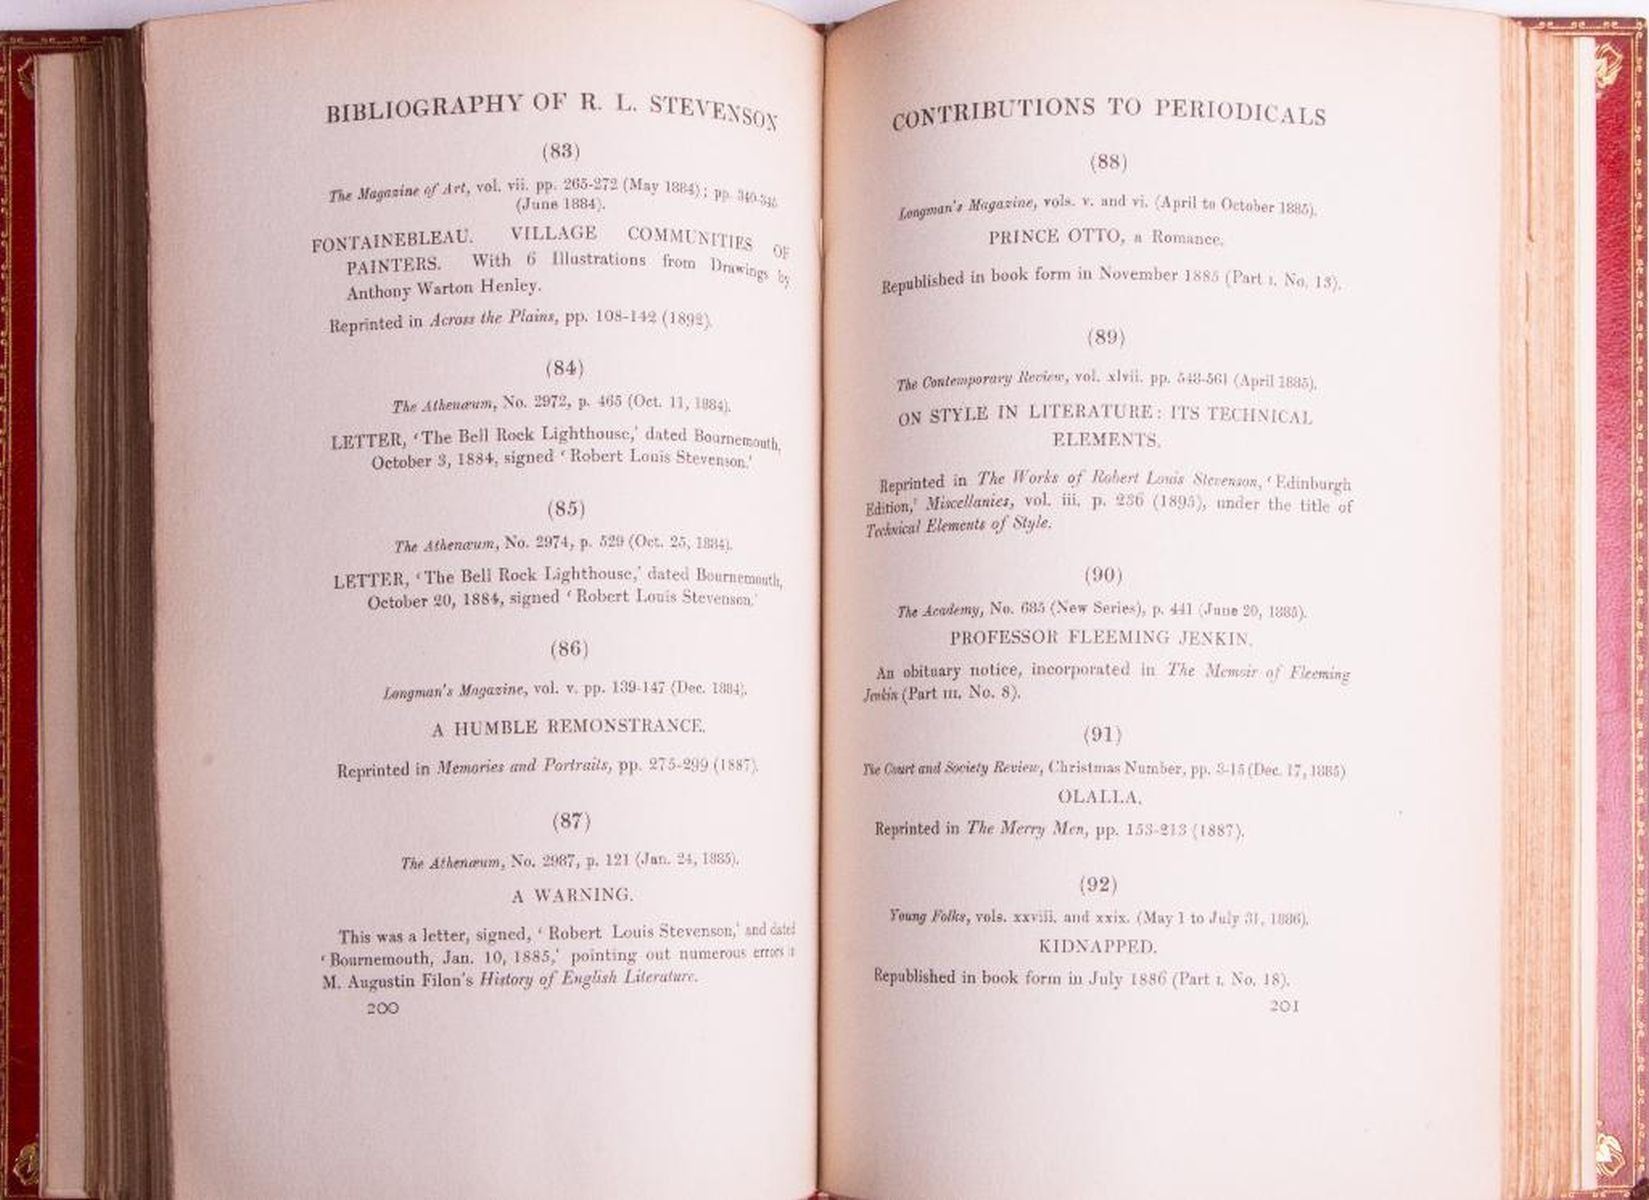 BIBLIOGRAPHY OF R. L. STEVENSON
(83)
The Magazine of Art, vol. vii. pp. 265-272 (May 1884); pp. 340-345
(June 1884).
FONTAINEBLEAU. VILLAGE COMMUNITIES OF
PAINTERS. With 6 Illustrations from Drawings by
Anthony Warton Henley.
Reprinted in Across the Plains, pp. 108-142 (1892).
(84)
The Athenæum, No. 2972, p. 465 (Oct. 11, 1884).
LETTER, ‘The Bell Rock Lighthouse,’ dated Bournemouth,
October 3, 1884, signed ‘Robert Louis Stevenson.’
(85)
The Athenæum, No. 2974, p. 529 (Oct. 25, 1884).
LETTER, ‘The Bell Rock Lighthouse,’ dated Bournemouth,
October 20, 1884, signed ‘Robert Louis Stevenson.’
(86)
Longman's Magazine, vol. v. pp. 139-147 (Dec. 1884).
A HUMBLE REMONSTRANCE.
Reprinted in Memories and Portraits, pp. 275-299 (1887).
(87)
The Athenæum, No. 2987, p. 121 (Jan. 24, 1885).
A WARNING.
This was a letter, signed, ‘Robert Louis Stevenson,’ and dated
‘Bournemouth, Jan. 10, 1885,’ pointing out numerous errors
M. Augustin Filon's History of English Literature.
200
CONTRIBUTIONS TO PERIODICALS
(88)
Longman's Magazine, vols. v. and vi. (April to October 1885).
PRINCE OTTO, a Romance.
Republished in book form in November 1885 (Part I. No. 13).
(89)
The Contemporary Review, vol. xlvii. pp. 548-561 (April 1885).
ON STYLE IN LITERATURE: ITS TECHNICAL
ELEMENTS.
Reprinted in The Works of Robert Louis Stevenson, ‘Edinburgh
Edition,’ Miscellanies, vol. iii. p. 236 (1895), under the title of
Technical Elements of Style.
(90)
The Academy, No. 685 (New Series), p. 441 (June 20, 1885).
PROFESSOR FLEEMING JENKIN.
An obituary notice, incorporated in The Memoir of Fleeming
Jenkin (Part III. No. 8).
(91)
The Court and Society Review, Christmas Number, pp. 3-15 (Dec. 17, 1885)
OLALLA.
Reprinted in The Merry Men, pp. 153-213 (1887).
(92)
Young Folks, vols. xxviii. and xxix. (May 1 to July 31, 1886).
KIDNAPPED.
Republished in book form in July 1886 (Part I. No. 18).
201